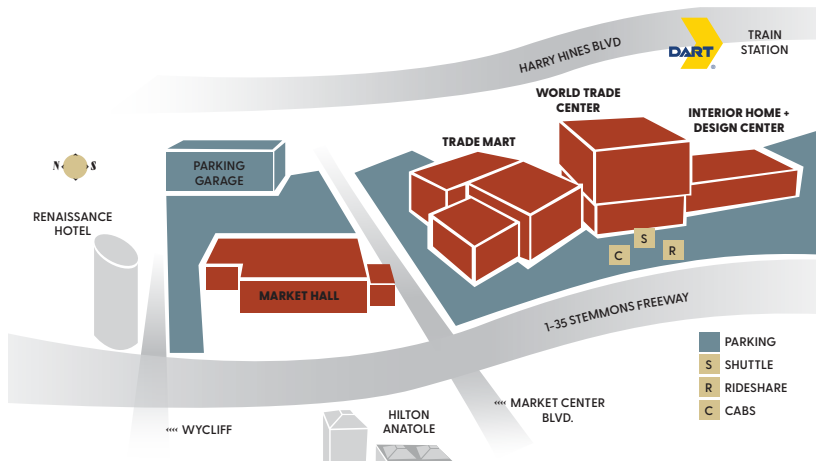 HARRY HINES BLVD
DART
TRAIN
STATION
WORLD TRADE
CENTER
INTERIOR HOME +
DESIGN CENTER
TRADE MART
N S
PARKING
GARAGE
RENAISSANCE
HOTEL
S
C
R
MARKET HALL
1-35 STEMMONS FREEWAY
PARKING
S SHUTTLE
R RIDESHARE
C CABS
MARKET CENTER
BLVD.
HILTON
ANATOLE
WYCLIFF